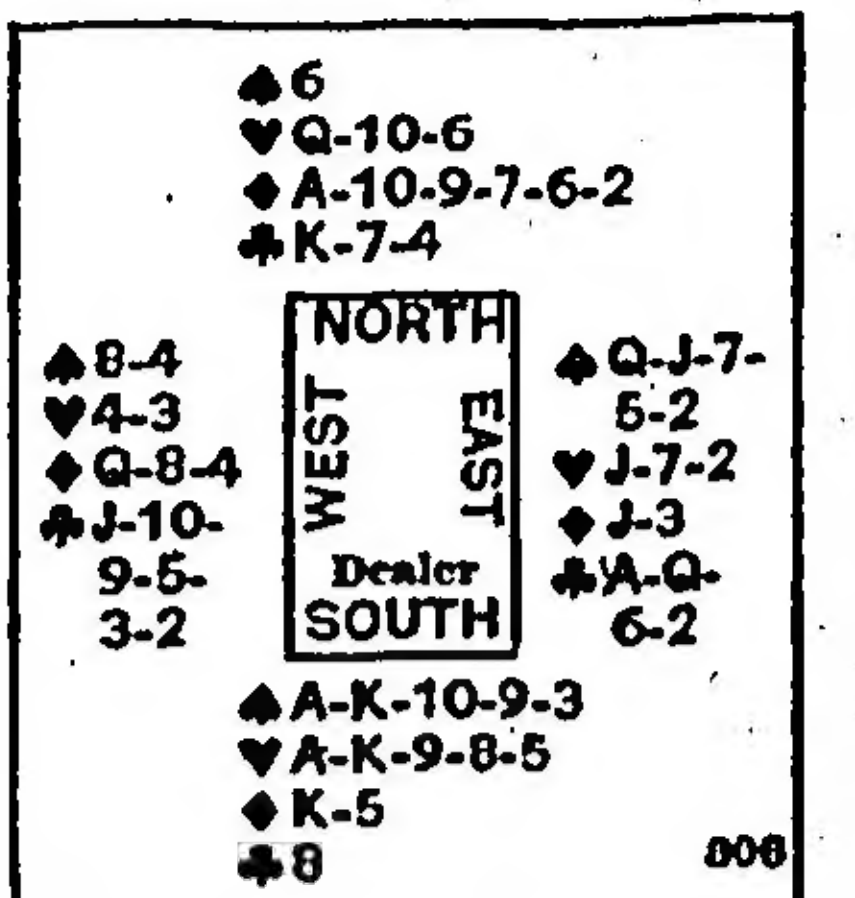 ♠6
♥Q-10-6
♦A-10-9-7-6-2
♣K-7-4
NORTH
♠8-4
♥4-3
♦Q-8-4
♣J-10-
9-5-
3-2
WEST
EAST
♠Q-J-7-
5-2
♥J-7-2
♦J-3
♣A-Q-
6-2
Dealer
SOUTH
♠A-K-10-9-3
♥A-K-9-8-5
♦K-5
♣8